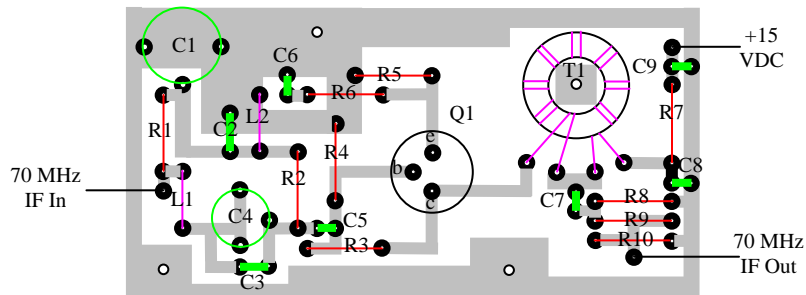 C1
C6
R5
T1
C9
+15
VDC
R6
Q1
R7
R1
C2
L2
R4
e
b
c
R2
C8
70 MHz
IF In
L1
C4
C5
C7
R8
R9
R3
R10
70 MHz
IF Out
C3